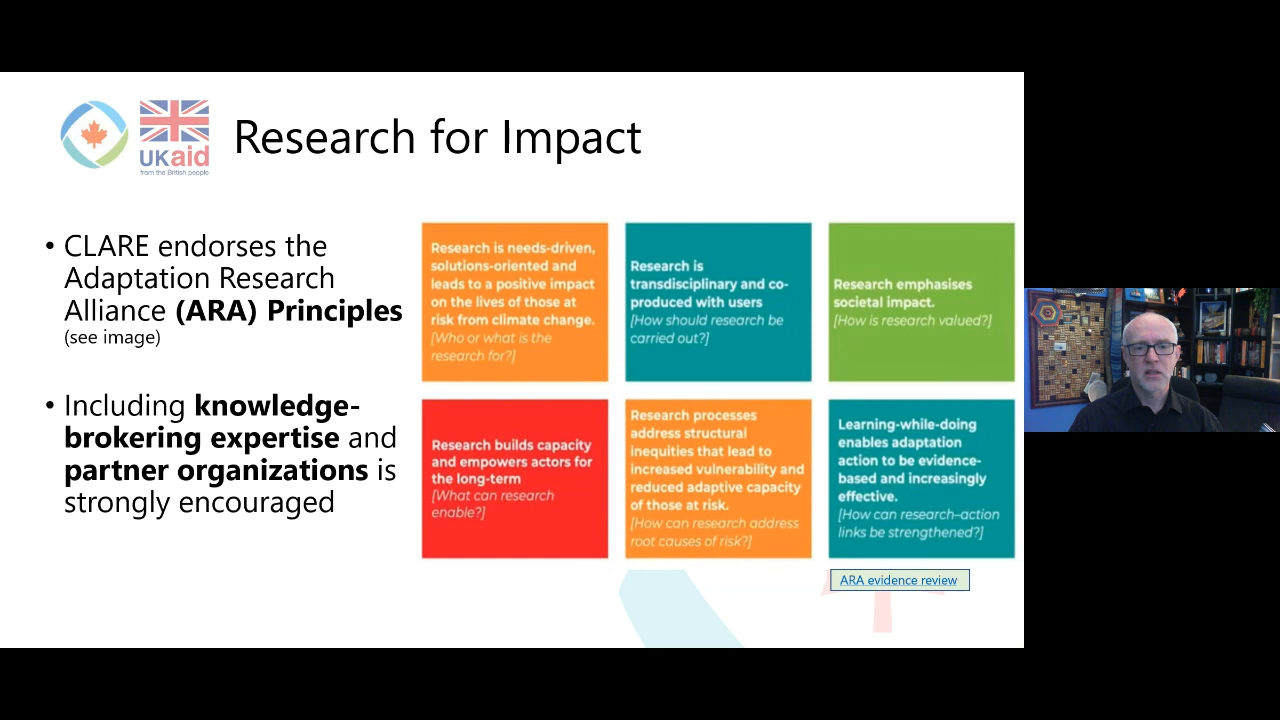 UKaid
from the British people
Research for Impact
• CLARE endorses the
Adaptation Research
Alliance (ARA) Principles
(see image)
• Including knowledge-
brokering expertise and
partner organizations is
strongly encouraged
Research is needs-driven,
solutions-oriented and
leads to a positive impact
on the lives of those at
risk from climate change.
[Who or what is the
research for?]
Research is
transdisciplinary and co-
produced with users
[How should research be
carried out?]
Research emphasises
societal impact.
[How is research valued?]
Research builds capacity
and empowers actors for
the long-term
[What can research
enable?]
Research processes
address structural
inequities that lead to
increased vulnerability and
reduced adaptive capacity
of those at risk.
[How can research address
root causes of risk?]
Learning-while-doing
enables adaptation
action to be evidence-
based and increasingly
effective.
[How can research–action
links be strengthened?]
ARA evidence review